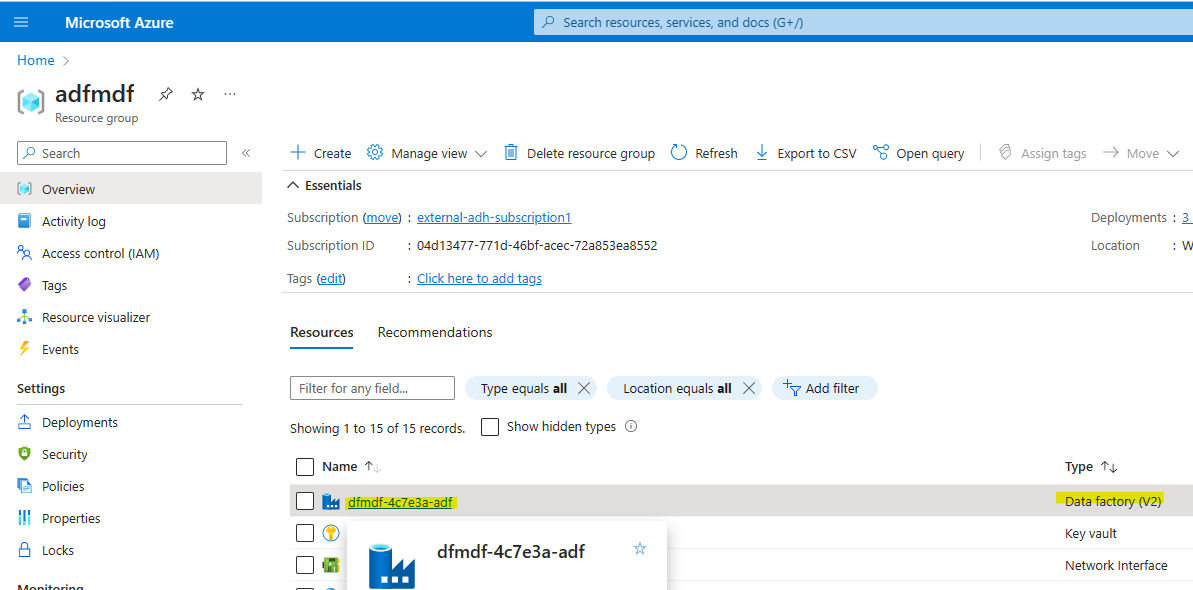 Microsoft Azure
Search resources, services, and docs (G+/)
Home
adfmdf
Resource group
Search
Overview
Activity log
Access control (IAM)
Tags
Resource visualizer
Events
Settings
Deployments
Security
Policies
Properties
Locks
Monitoring
Create Manage view Delete resource group Refresh Export to CSV Open query Assign tags Move
Essentials
Subscription (move) : external-adh-subscription1
Subscription ID : 04d13477-771d-46bf-acec-72a853ea8552
Tags (edit) : Click here to add tags
Deployments : 3
Location : W
Resources Recommendations
Filter for any field... Type equals all Location equals all Add filter
Showing 1 to 15 of 15 records. Show hidden types
Name Type
dfmdf-4c7e3a-adf Data factory (V2)
Key vault
Network Interface
dfmdf-4c7e3a-adf